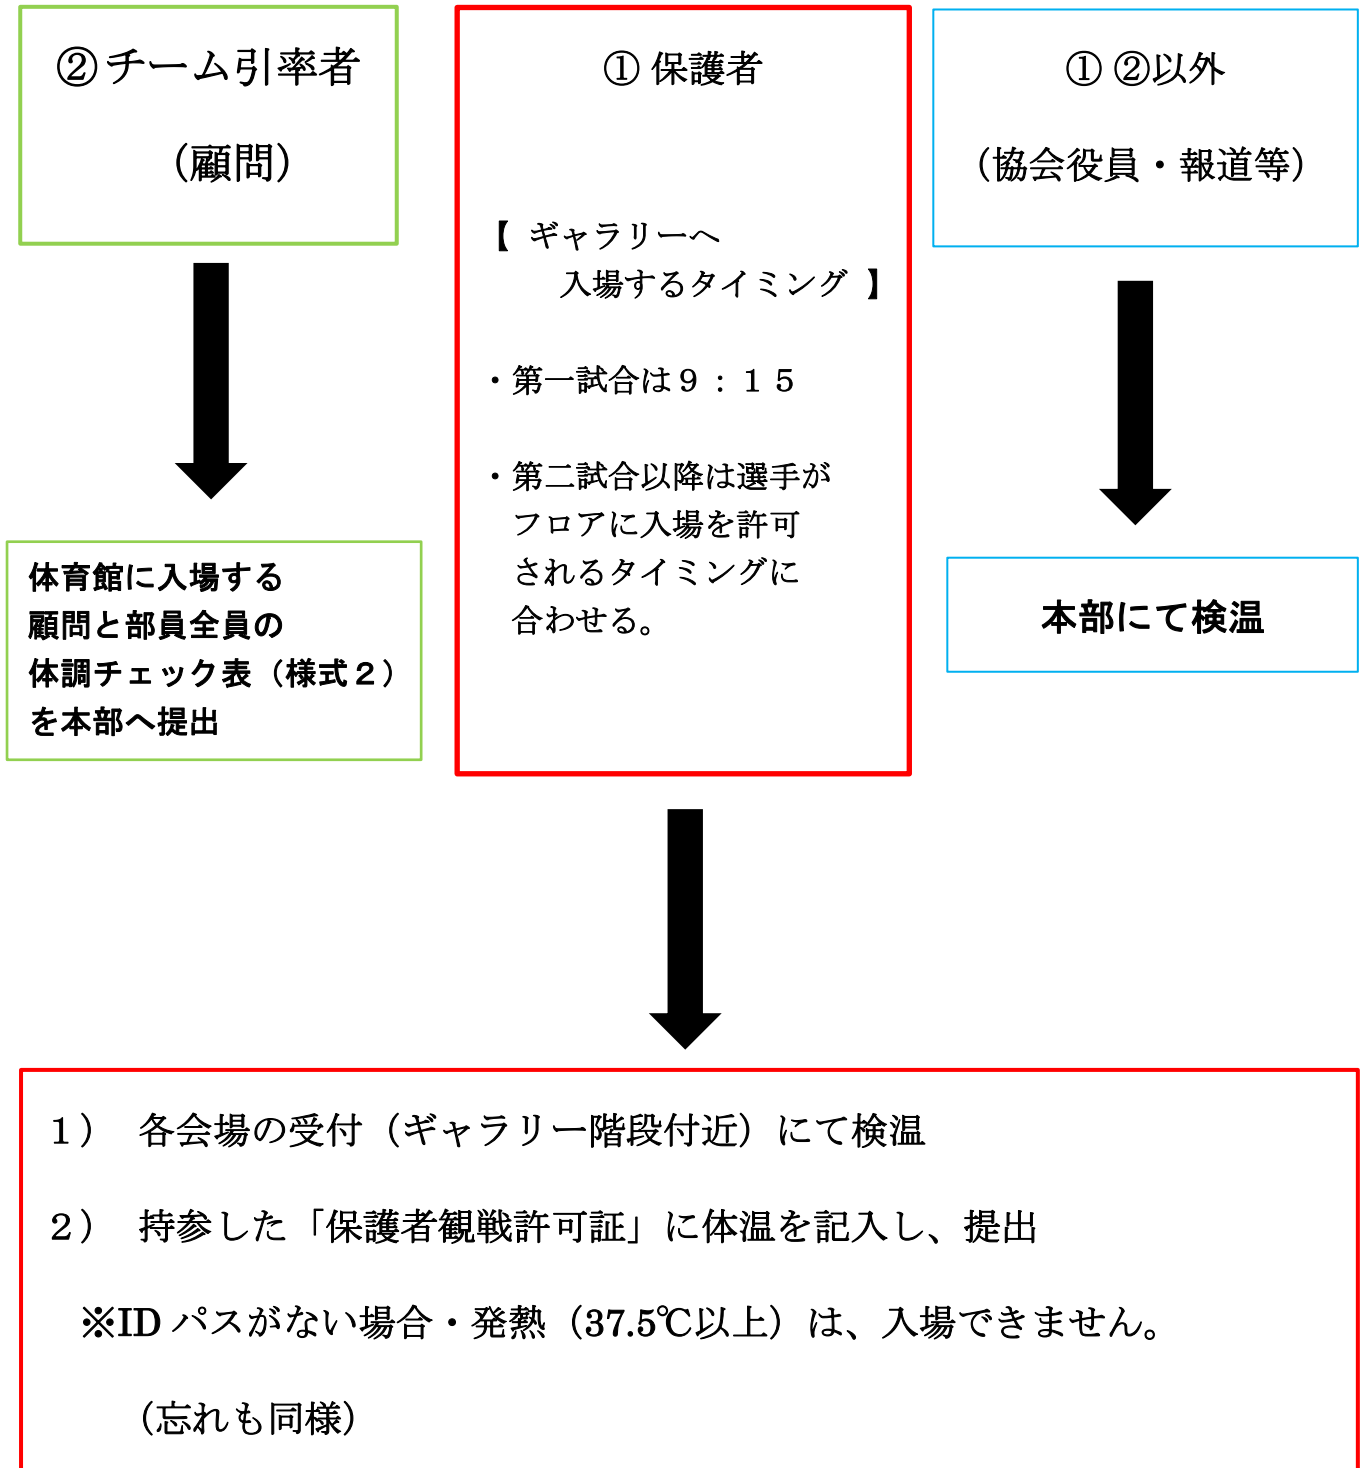 ②チーム引率者
（顧問）
体育館に入場する
顧問と部員全員の
体調チェック表（様式２）
を本部へ提出
① 保護者
【 ギャラリーへ
入場するタイミング 】
・第一試合は９：１５
・第二試合以降は選手が
フロアに入場を許可
されるタイミングに
合わせる。
① ②以外
（協会役員・報道等）
本部にて検温
１） 各会場の受付（ギャラリー階段付近）にて検温
２） 持参した「保護者観戦許可証」に体温を記入し、提出
※ID パスがない場合・発熱（37.5℃以上）は、入場できません。
（忘れも同様）